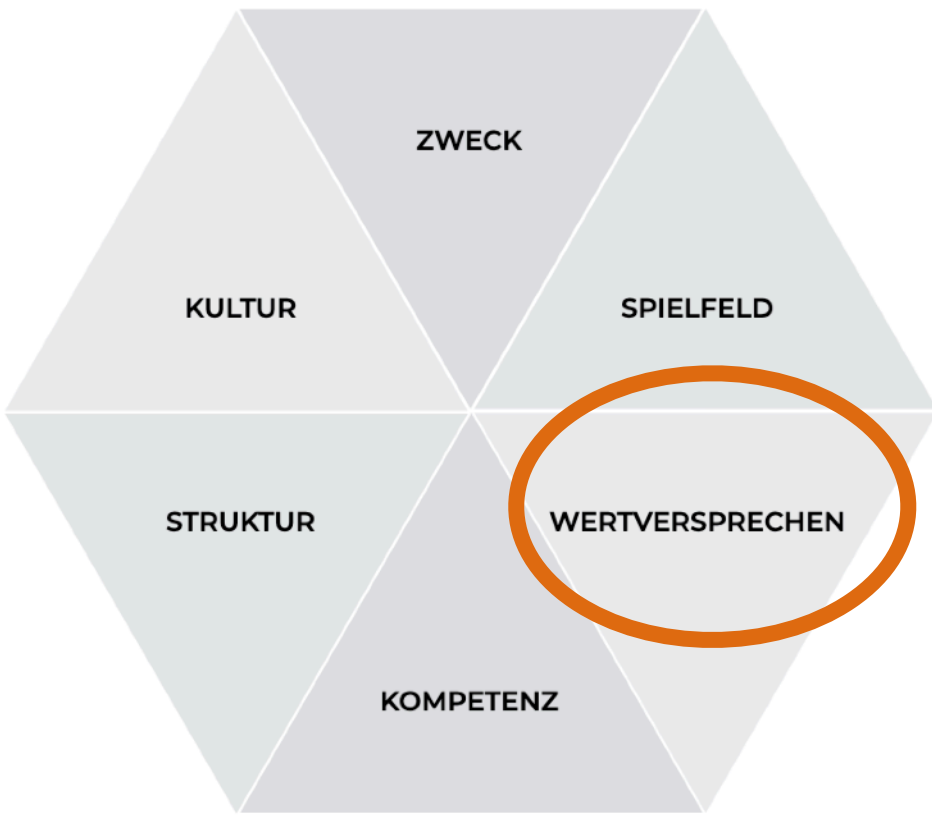 ZWECK
KULTUR
SPIELFELD
STRUKTUR
WERTVERSPRECHEN
KOMPETENZ